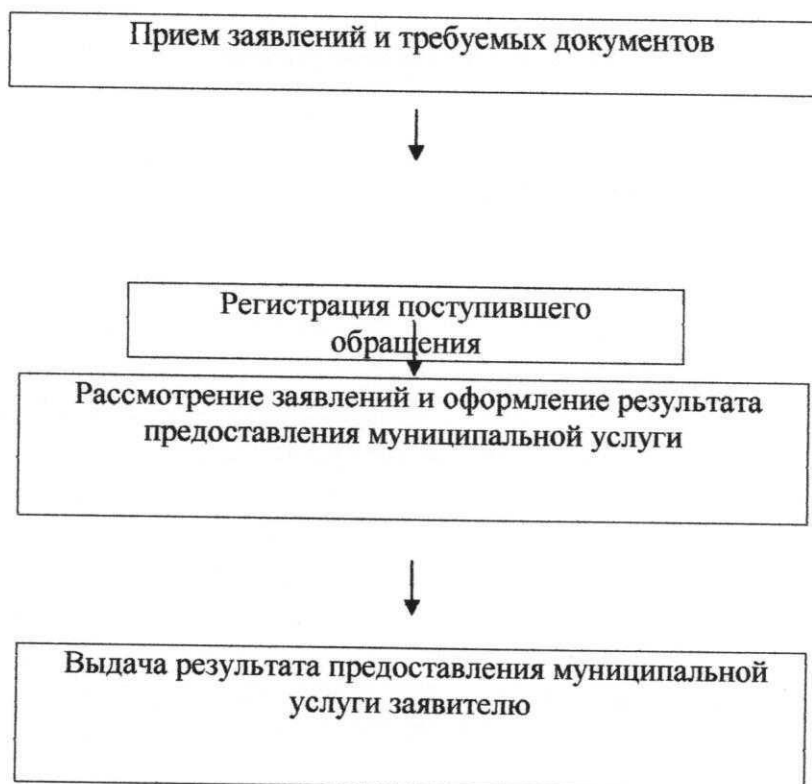 Прием заявлений и требуемых документов
Регистрация поступившего
обращения
Рассмотрение заявлений и оформление результата
предоставления муниципальной услуги
Выдача результата предоставления муниципальной
услуги заявителю